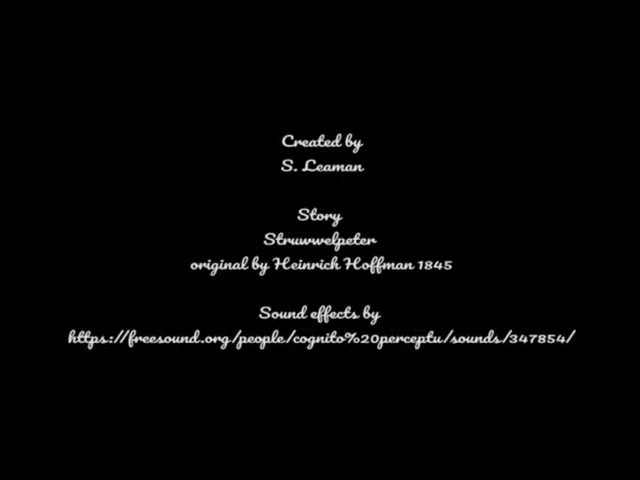 Created by
S. Leaman
Story
Struwwelpeter
original by Heinrich Hoffman 1845
Sound effects by
https://freesound.org/people/cognito%20perceptu/sounds/347854/